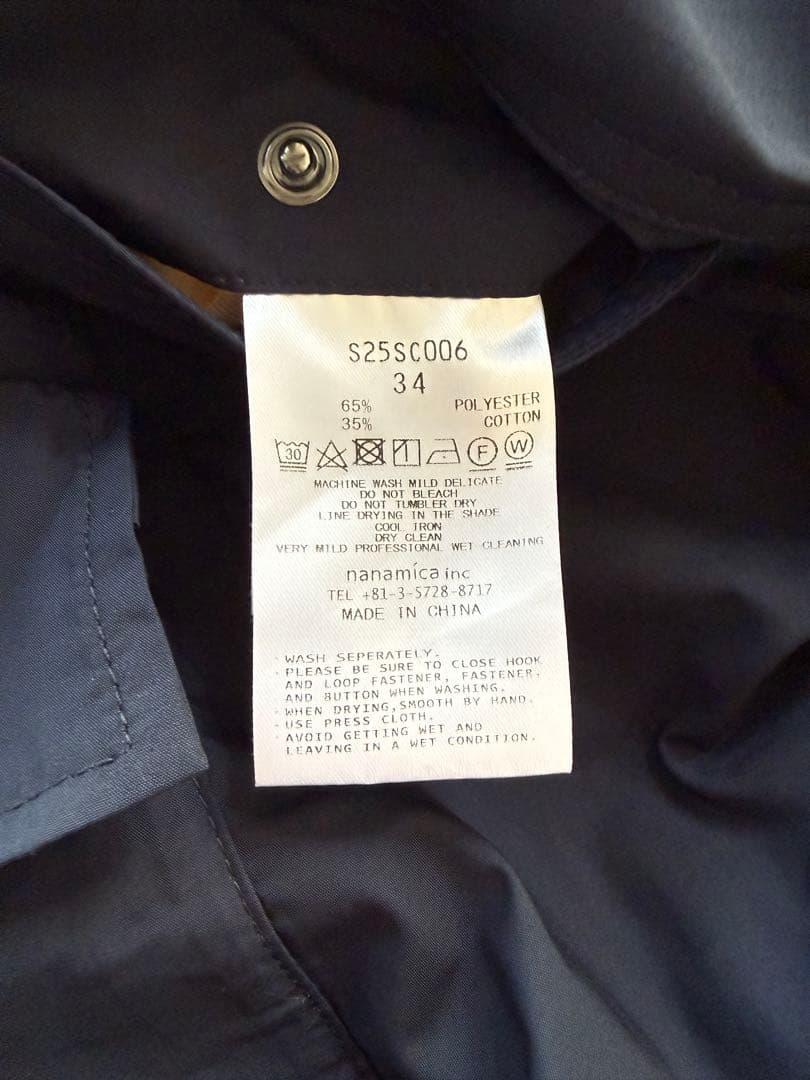 S25SC006
34
65% POLYESTER
35% COTTON
30 F W
MACHINE WASH MILD DELICATE
DO NOT BLEACH
DO NOT TUMBLER DRY
LINE DRYING IN THE SHADE
COOL IRON
DRY CLEAN
VERY MILD PROFESSIONAL WET CLEANING
nanamica inc
TEL +81-3-5728-8717
MADE IN CHINA
· WASH SEPERATELY.
· PLEASE BE SURE TO CLOSE HOOK
AND LOOP FASTENER, FASTENER,
AND BUTTON WHEN WASHING.
· WHEN DRYING,SMOOTH BY HAND.
· USE PRESS CLOTH.
· AVOID GETTING WET AND
LEAVING IN A WET CONDITION.